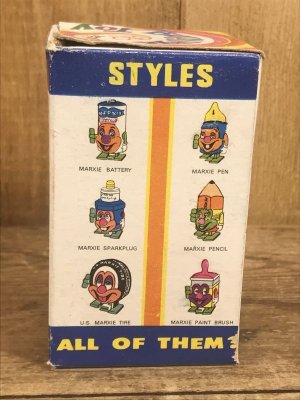 STYLES
MARXIE BATTERY
MARXIE PEN
MARXIE SPARKPLUG
MARXIE PENCIL
U.S. MARXIE TIRE
MARXIE PAINT BRUSH
ALL OF THEM?